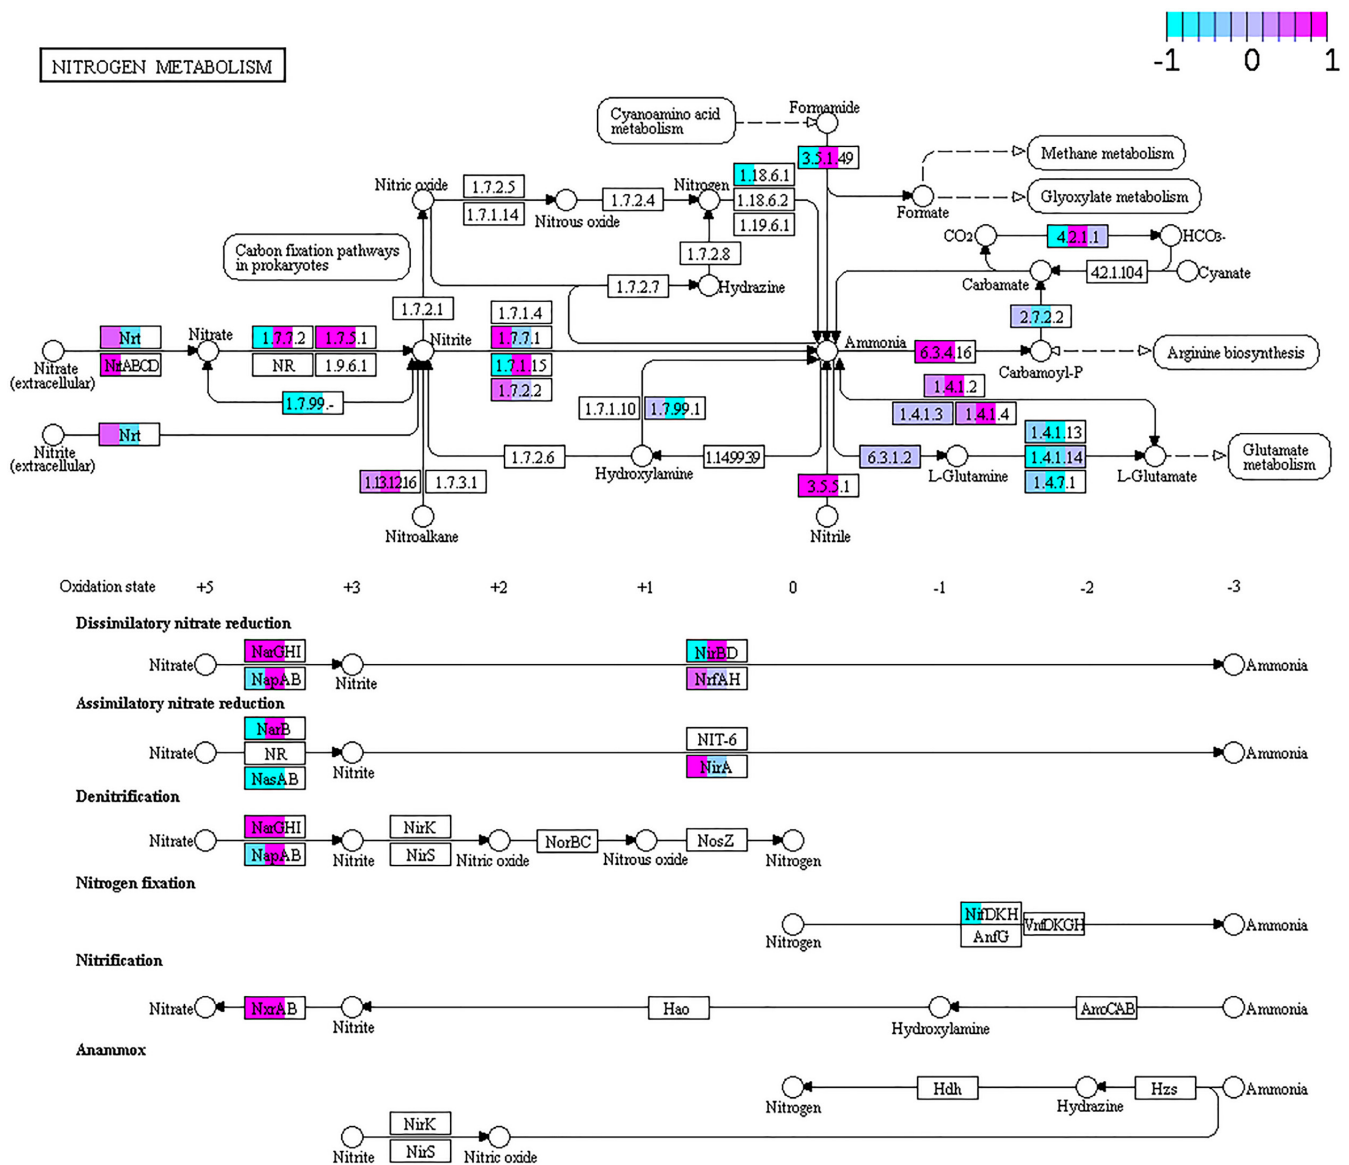 -1 0 1
NITROGEN METABOLISM
Formamide
Cyanoamino acid
metabolism
3.5.1.49
Methane metabolism
Nitric oxide
1.7.2.5
1.7.1.14
Nitrous oxide
1.7.2.4
Nitrogen
1.18.6.1
1.18.6.2
1.19.6.1
Formate
Glyoxylate metabolism
Carbon fixation pathways
in prokaryotes
1.7.2.8
CO2
4.2.1.1
HCO3-
1.7.2.7
Hydrazine
Carbamate
4.2.1.104
Cyanate
1.7.2.1
1.7.1.4
2.7.2.2
Nrt
NrtABCD
Nitrate
1.7.7.2
1.7.5.1
NR
1.9.6.1
Nitrite
1.7.7.1
1.7.1.15
1.7.2.2
Ammonia
6.3.4.16
Carbamoyl-P
Arginine biosynthesis
Nitrate
(extracellular)
1.7.99.-
1.7.1.10
1.7.99.1
1.4.1.2
1.4.1.3
1.4.1.4
Nrt
Nitrite
(extracellular)
1.7.2.6
Hydroxylamine
1.14.99.39
6.3.1.2
L-Glutamine
1.4.1.13
1.4.1.14
1.4.7.1
L-Glutamate
Glutamate
metabolism
1.13.12.16
1.7.3.1
3.5.5.1
Nitroalkane
Nitrile
Oxidation state +5 +3 +2 +1 0 -1 -2 -3
Dissimilatory nitrate reduction
NarGHI
NirBD
Nitrate
Nitrite
Ammonia
NapAB
NrfAH
Assimilatory nitrate reduction
NarB
NIT-6
Nitrate
NR
Nitrite
Ammonia
NasAB
NirA
Denitrification
NarGHI
NirK
Nitrate
NapAB
Nitrite
NirS
Nitric oxide
NorBC
Nitrous oxide
NosZ
Nitrogen
Nitrogen fixation
NifDKH
Nitrogen
AnfG
VnfDKGH
Ammonia
Nitrification
Nitrate
NxrAB
Nitrite
Hao
Hydroxylamine
AmoCAB
Ammonia
Anammox
Nitrogen
Hdh
Hydrazine
Hzs
Ammonia
NirK
Nitrite
NirS
Nitric oxide